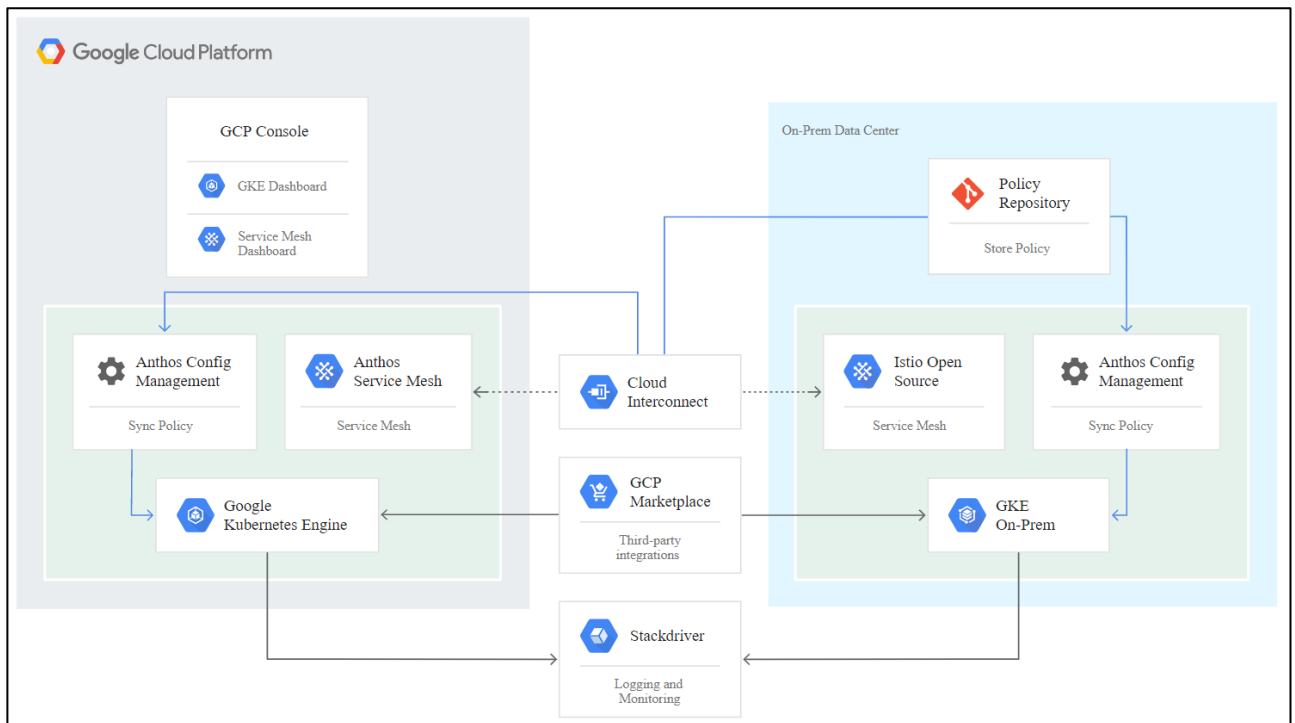 Google Cloud Platform
GCP Console
GKE Dashboard
Service Mesh
Dashboard
On-Prem Data Center
Policy
Repository
Store Policy
Anthos Config
Management
Sync Policy
Anthos
Service Mesh
Service Mesh
Google
Kubernetes Engine
Cloud
Interconnect
GCP
Marketplace
Third-party
integrations
Stackdriver
Logging and
Monitoring
Istio Open
Source
Service Mesh
Anthos Config
Management
Sync Policy
GKE
On-Prem